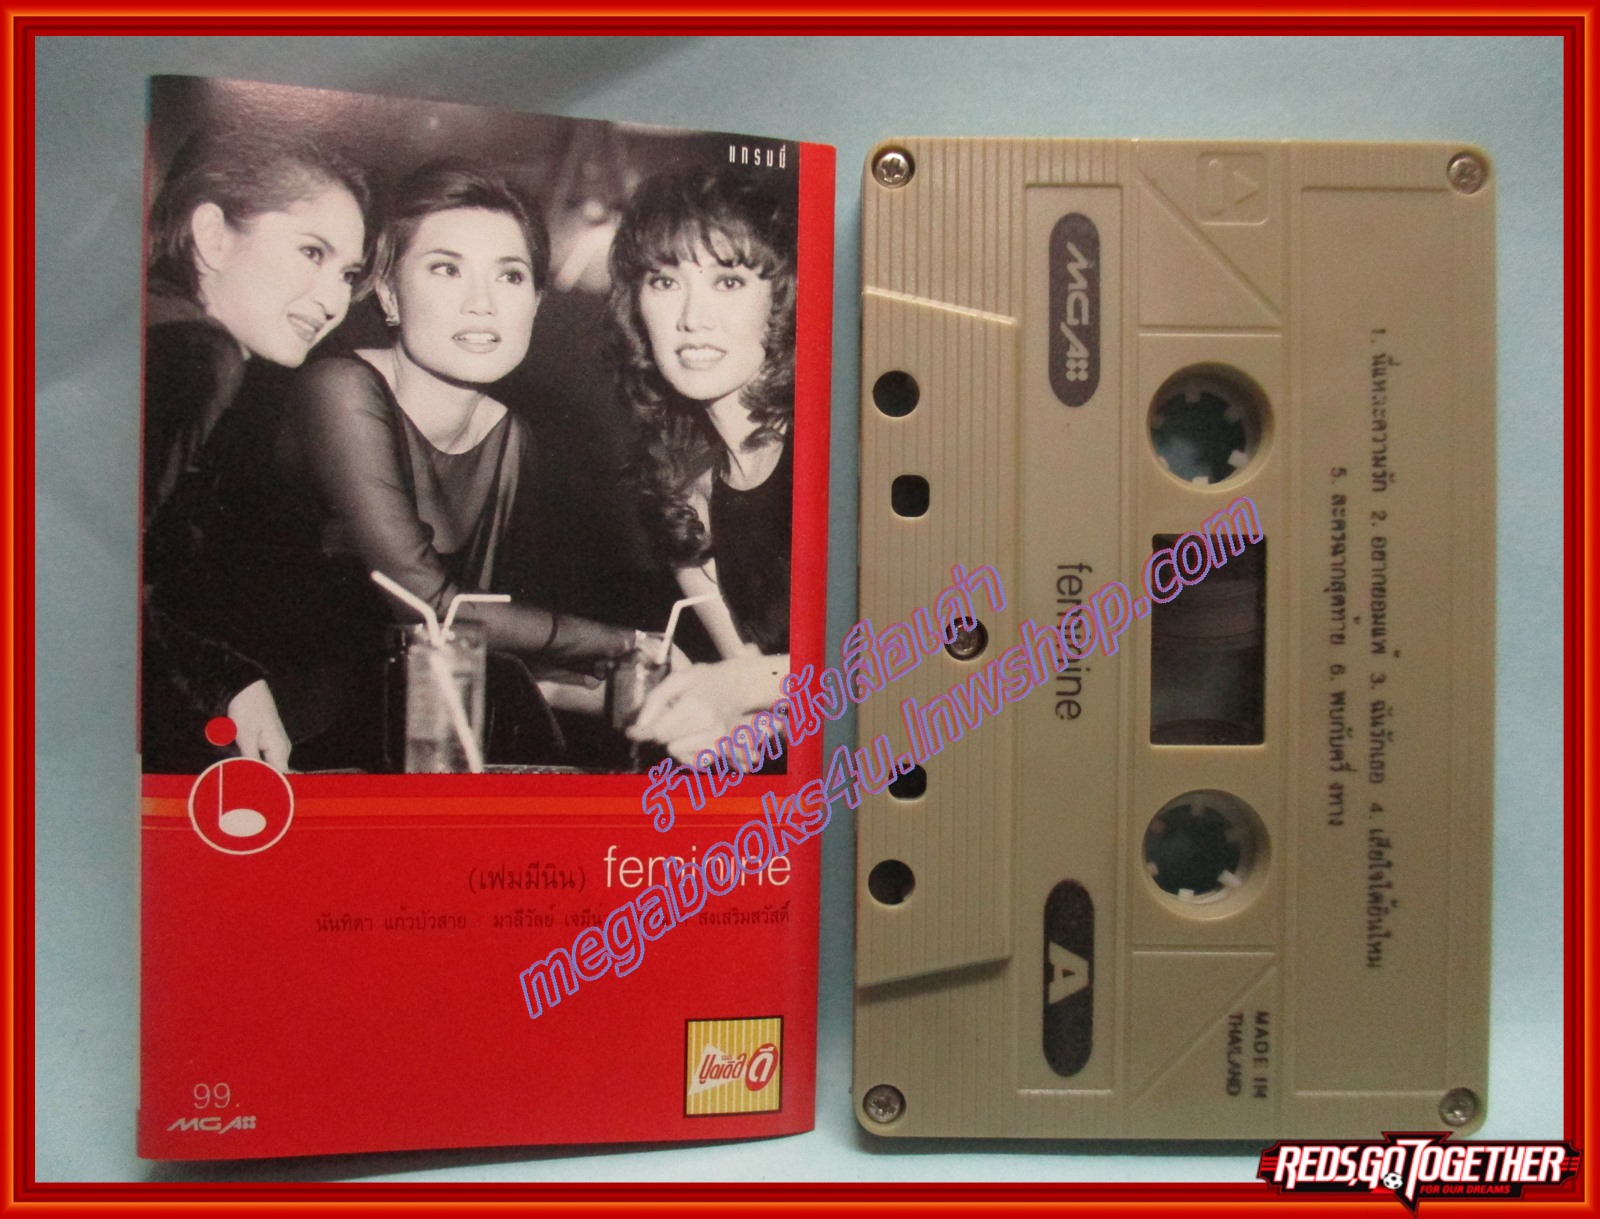 แกรมมี่
(เฟมมีนิน) feminine
นันทิดา แก้วบัวสาย มาลีวัลย์ เจมีน่า ส่งเสริมสวัสดิ์
99.
MGA
ดี
MGA
feminine
A
1. นี่แหละความรัก 2. อยากยอมแพ้ 3. ฉันรักเธอ 4. เสียใจได้ยินไหม
5. ละครฉากสุดท้าย 6. พบกันครึ่งทาง
MADE IN
THAILAND
ร้านหนังสือเก่า
megabooks4u.lnwshop.com
REDS,GO TOGETHER
FOR OUR DREAMS